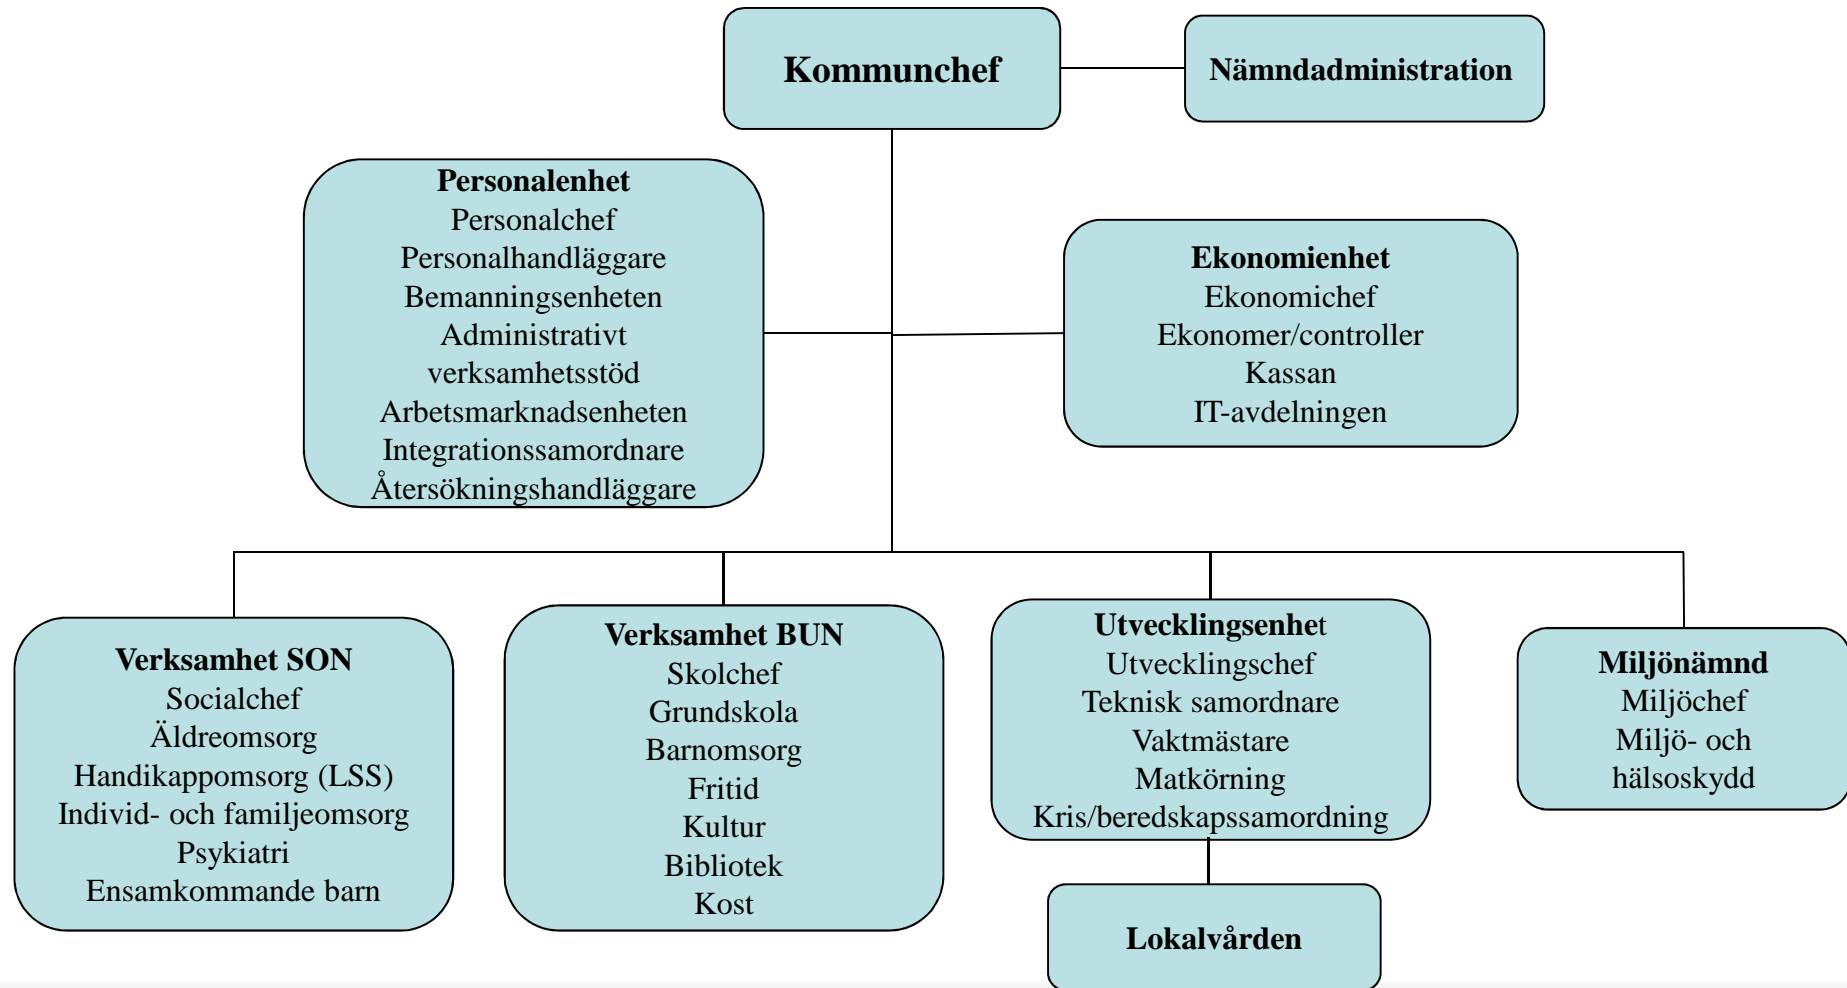 Kommunchef
Nämndadministration
Personalenhet
Personalchef
Personalhandläggare
Bemanningsenheten
Administrativt
verksamhetsstöd
Arbetsmarknadsenheten
Integrationssamordnare
Återsökningshandläggare
Ekonomienhet
Ekonomichef
Ekonomer/controller
Kassan
IT-avdelningen
Verksamhet SON
Socialchef
Äldreomsorg
Handikappomsorg (LSS)
Individ- och familjeomsorg
Psykiatri
Ensamkommande barn
Verksamhet BUN
Skolchef
Grundskola
Barnomsorg
Fritid
Kultur
Bibliotek
Kost
Utvecklingsenhet
Utvecklingschef
Teknisk samordnare
Vaktmästare
Matkörning
Kris/beredskapssamordning
Lokalvården
Miljönämnd
Miljöchef
Miljö- och
hälsoskydd